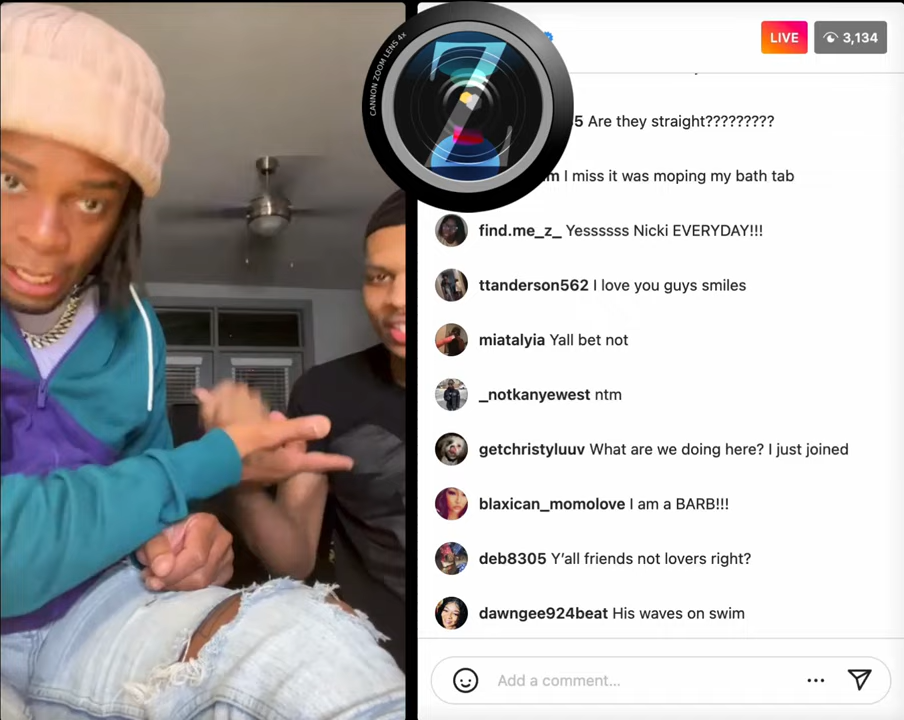 CANNON ZOOM LENS 4x
Z
LIVE
3,134
5 Are they straight?????????
m I miss it was moping my bath tab
find.me_z_ Yessssss Nicki EVERYDAY!!!
ttanderson562 I love you guys smiles
miatalyia Yall bet not
_notkanyewest ntm
getchristyluuv What are we doing here? I just joined
blaxican_momolove I am a BARB!!!
deb8305 Y'all friends not lovers right?
dawngee924beat His waves on swim
Add a comment...